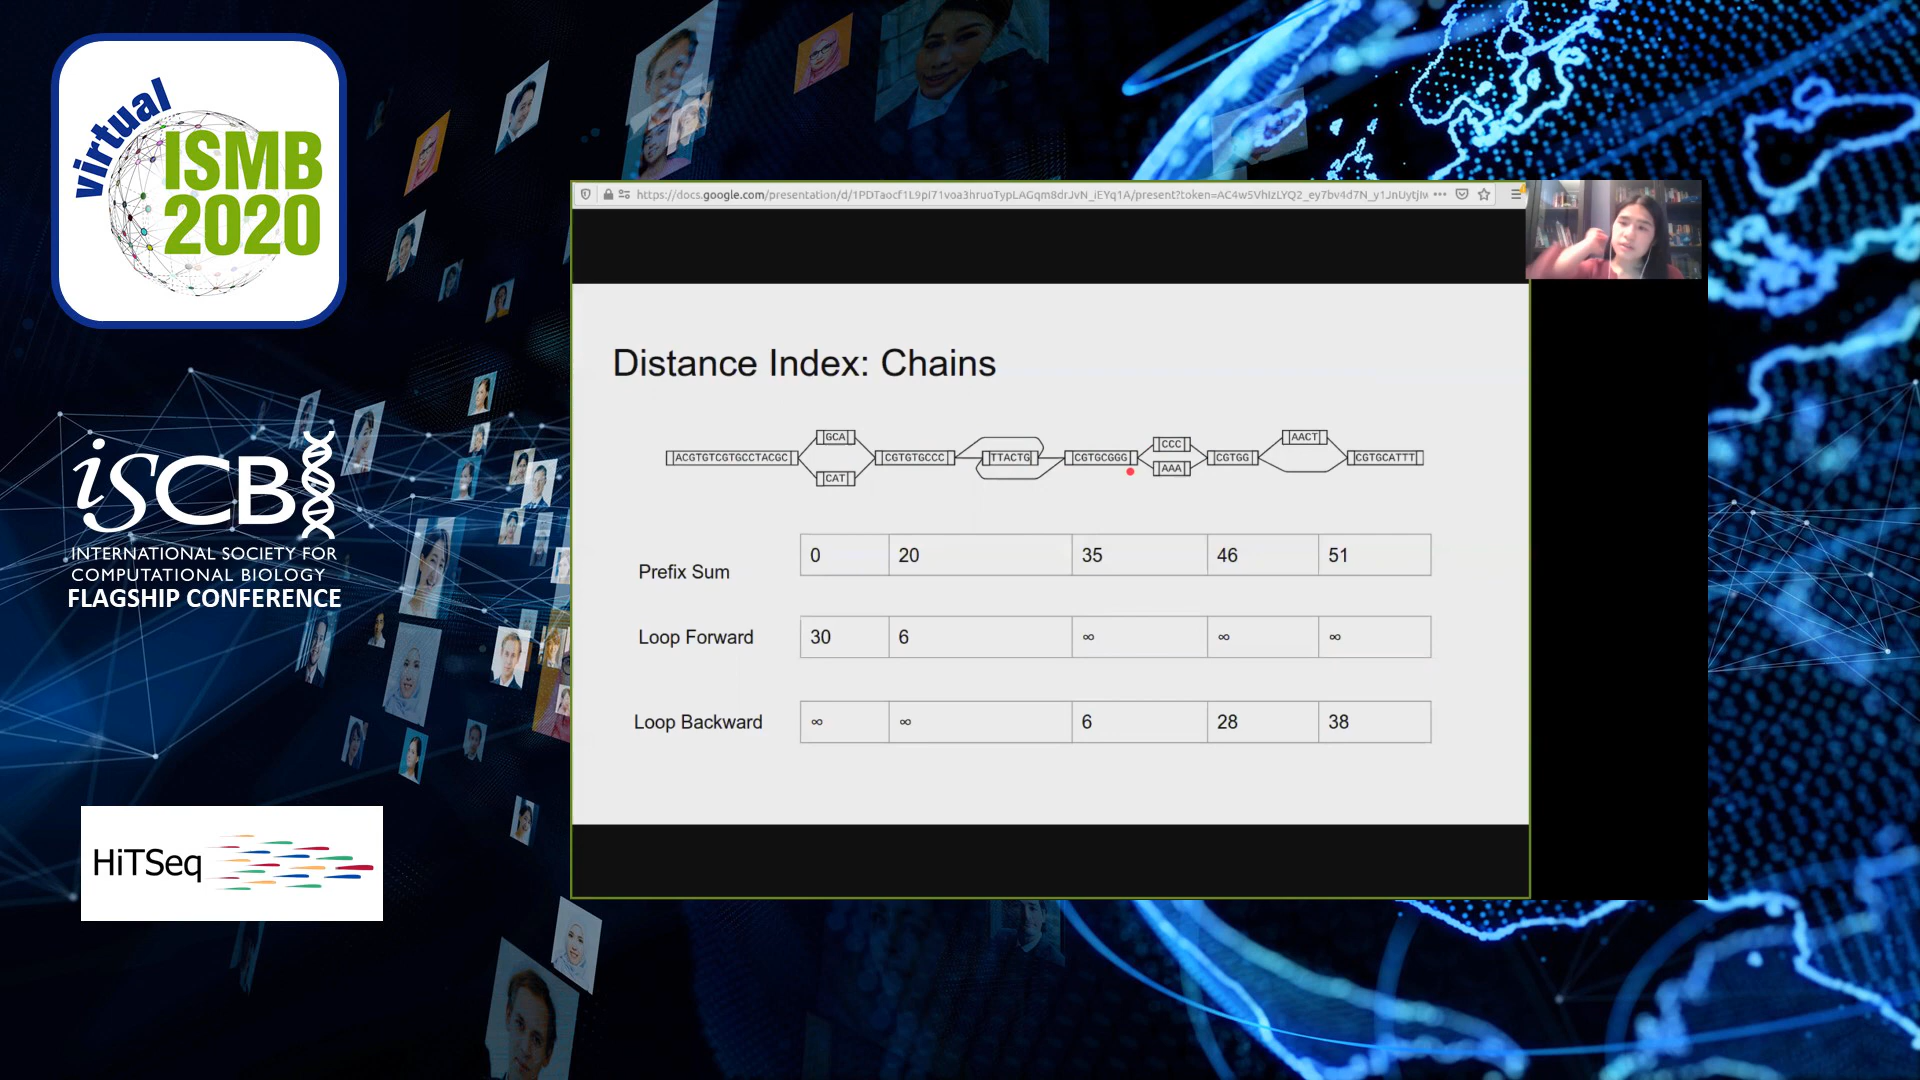 virtual
ISMB
2020
iSCB
INTERNATIONAL SOCIETY FOR
COMPUTATIONAL BIOLOGY
FLAGSHIP CONFERENCE
HiTSeq
Distance Index: Chains
GCA
ACGTGTCGTGCCTACGC
CAT
CGTGTGCCC
TTACTG
CGTGCGGG
CCC
AAA
CGTGG
AACT
CGTGCATTT
Prefix Sum
0 20 35 46 51
Loop Forward
30 6 ∞ ∞ ∞
Loop Backward
∞ ∞ 6 28 38